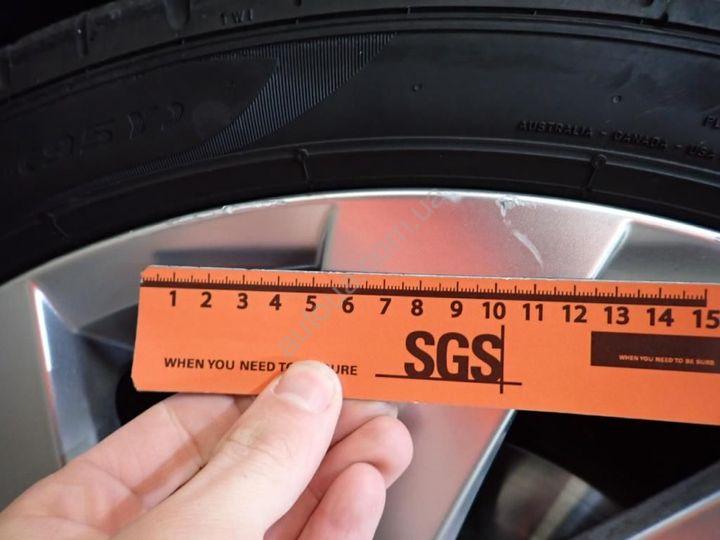 TWI
95Y
AUSTRALIA - CANADA - USA
1 2 3 4 5 6 7 8 9 10 11 12 13 14 15
WHEN YOU NEED TO SURE
SGS
WHEN YOU NEED TO BE SURE